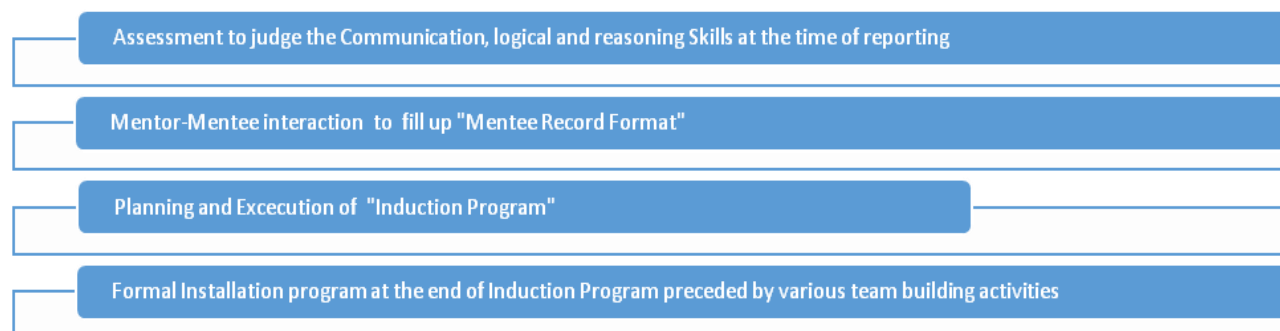 Assessment to judge the Communication, logical and reasoning Skills at the time of reporting
Mentor-Mentee interaction to fill up "Mentee Record Format"
Planning and Excecution of "Induction Program"
Formal Installation program at the end of Induction Program preceded by various team building activities